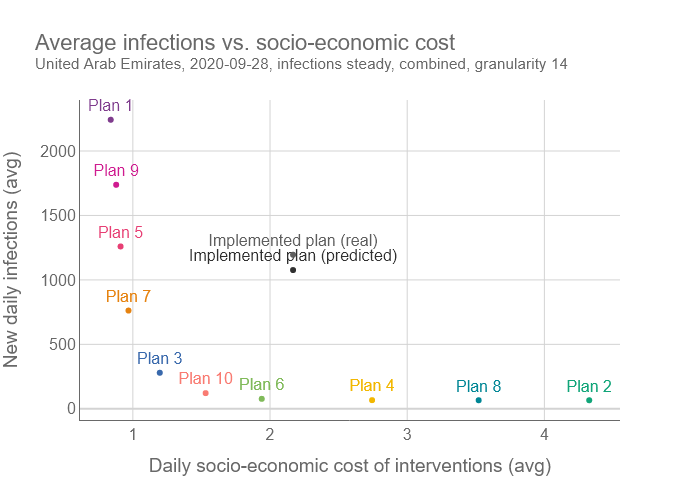 Average infections vs. socio-economic cost
United Arab Emirates, 2020-09-28, infections steady, combined, granularity 14
New daily infections (avg)
2000
1500
1000
500
0
Plan 1
Plan 9
Plan 5
Implemented plan (real)
Implemented plan (predicted)
Plan 7
Plan 3
Plan 10
Plan 6
Plan 4
Plan 8
Plan 2
1
2
3
4
Daily socio-economic cost of interventions (avg)